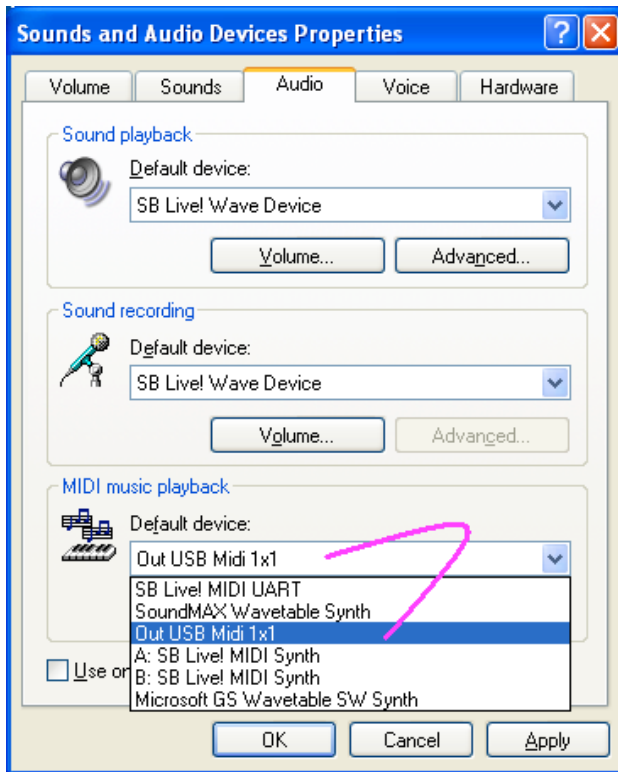 Sounds and Audio Devices Properties
Volume Sounds Audio Voice Hardware
Sound playback
Default device:
SB Live! Wave Device
Volume... Advanced...
Sound recording
Default device:
SB Live! Wave Device
Volume... Advanced...
MIDI music playback
Default device:
Out USB Midi 1x1
SB Live! MIDI UART
SoundMAX Wavetable Synth
Out USB Midi 1x1
A: SB Live! MIDI Synth
B: SB Live! MIDI Synth
Microsoft GS Wavetable SW Synth
Use
OK Cancel Apply